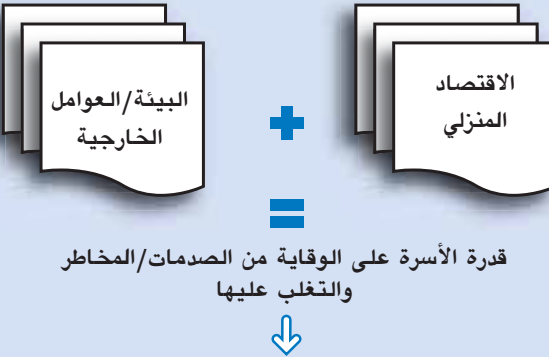 الاقتصاد
المنزلي
+
البيئة/العوامل
الخارجية
=
قدرة الأسرة على الوقاية من الصدمات/المخاطر
والتغلب عليها